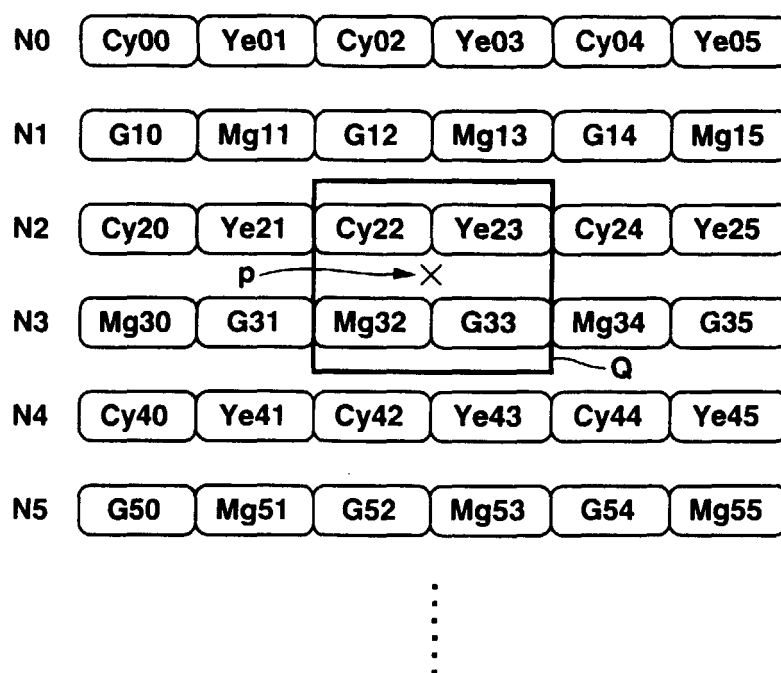 N0 Cy00 Ye01 Cy02 Ye03 Cy04 Ye05
N1 G10 Mg11 G12 Mg13 G14 Mg15
N2 Cy20 Ye21 Cy22 Ye23 Cy24 Ye25
p
N3 Mg30 G31 Mg32 G33 Mg34 G35
Q
N4 Cy40 Ye41 Cy42 Ye43 Cy44 Ye45
N5 G50 Mg51 G52 Mg53 G54 Mg55